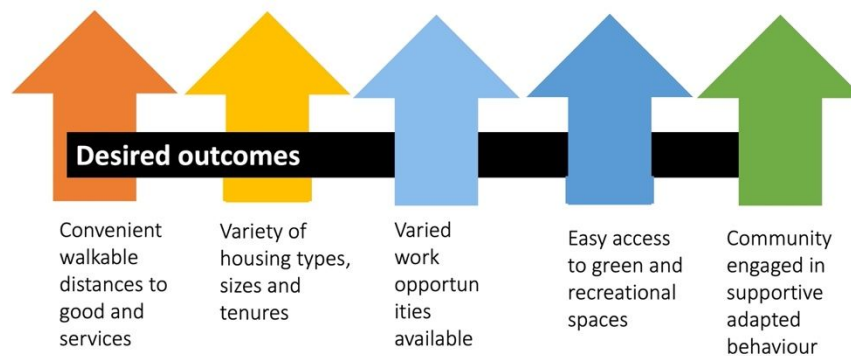 Desired outcomes
Convenient
walkable
distances to
good and
services
Variety of
housing types,
sizes and
tenures
Varied
work
opportun
ities
available
Easy access
to green and
recreational
spaces
Community
engaged in
supportive
adapted
behaviour